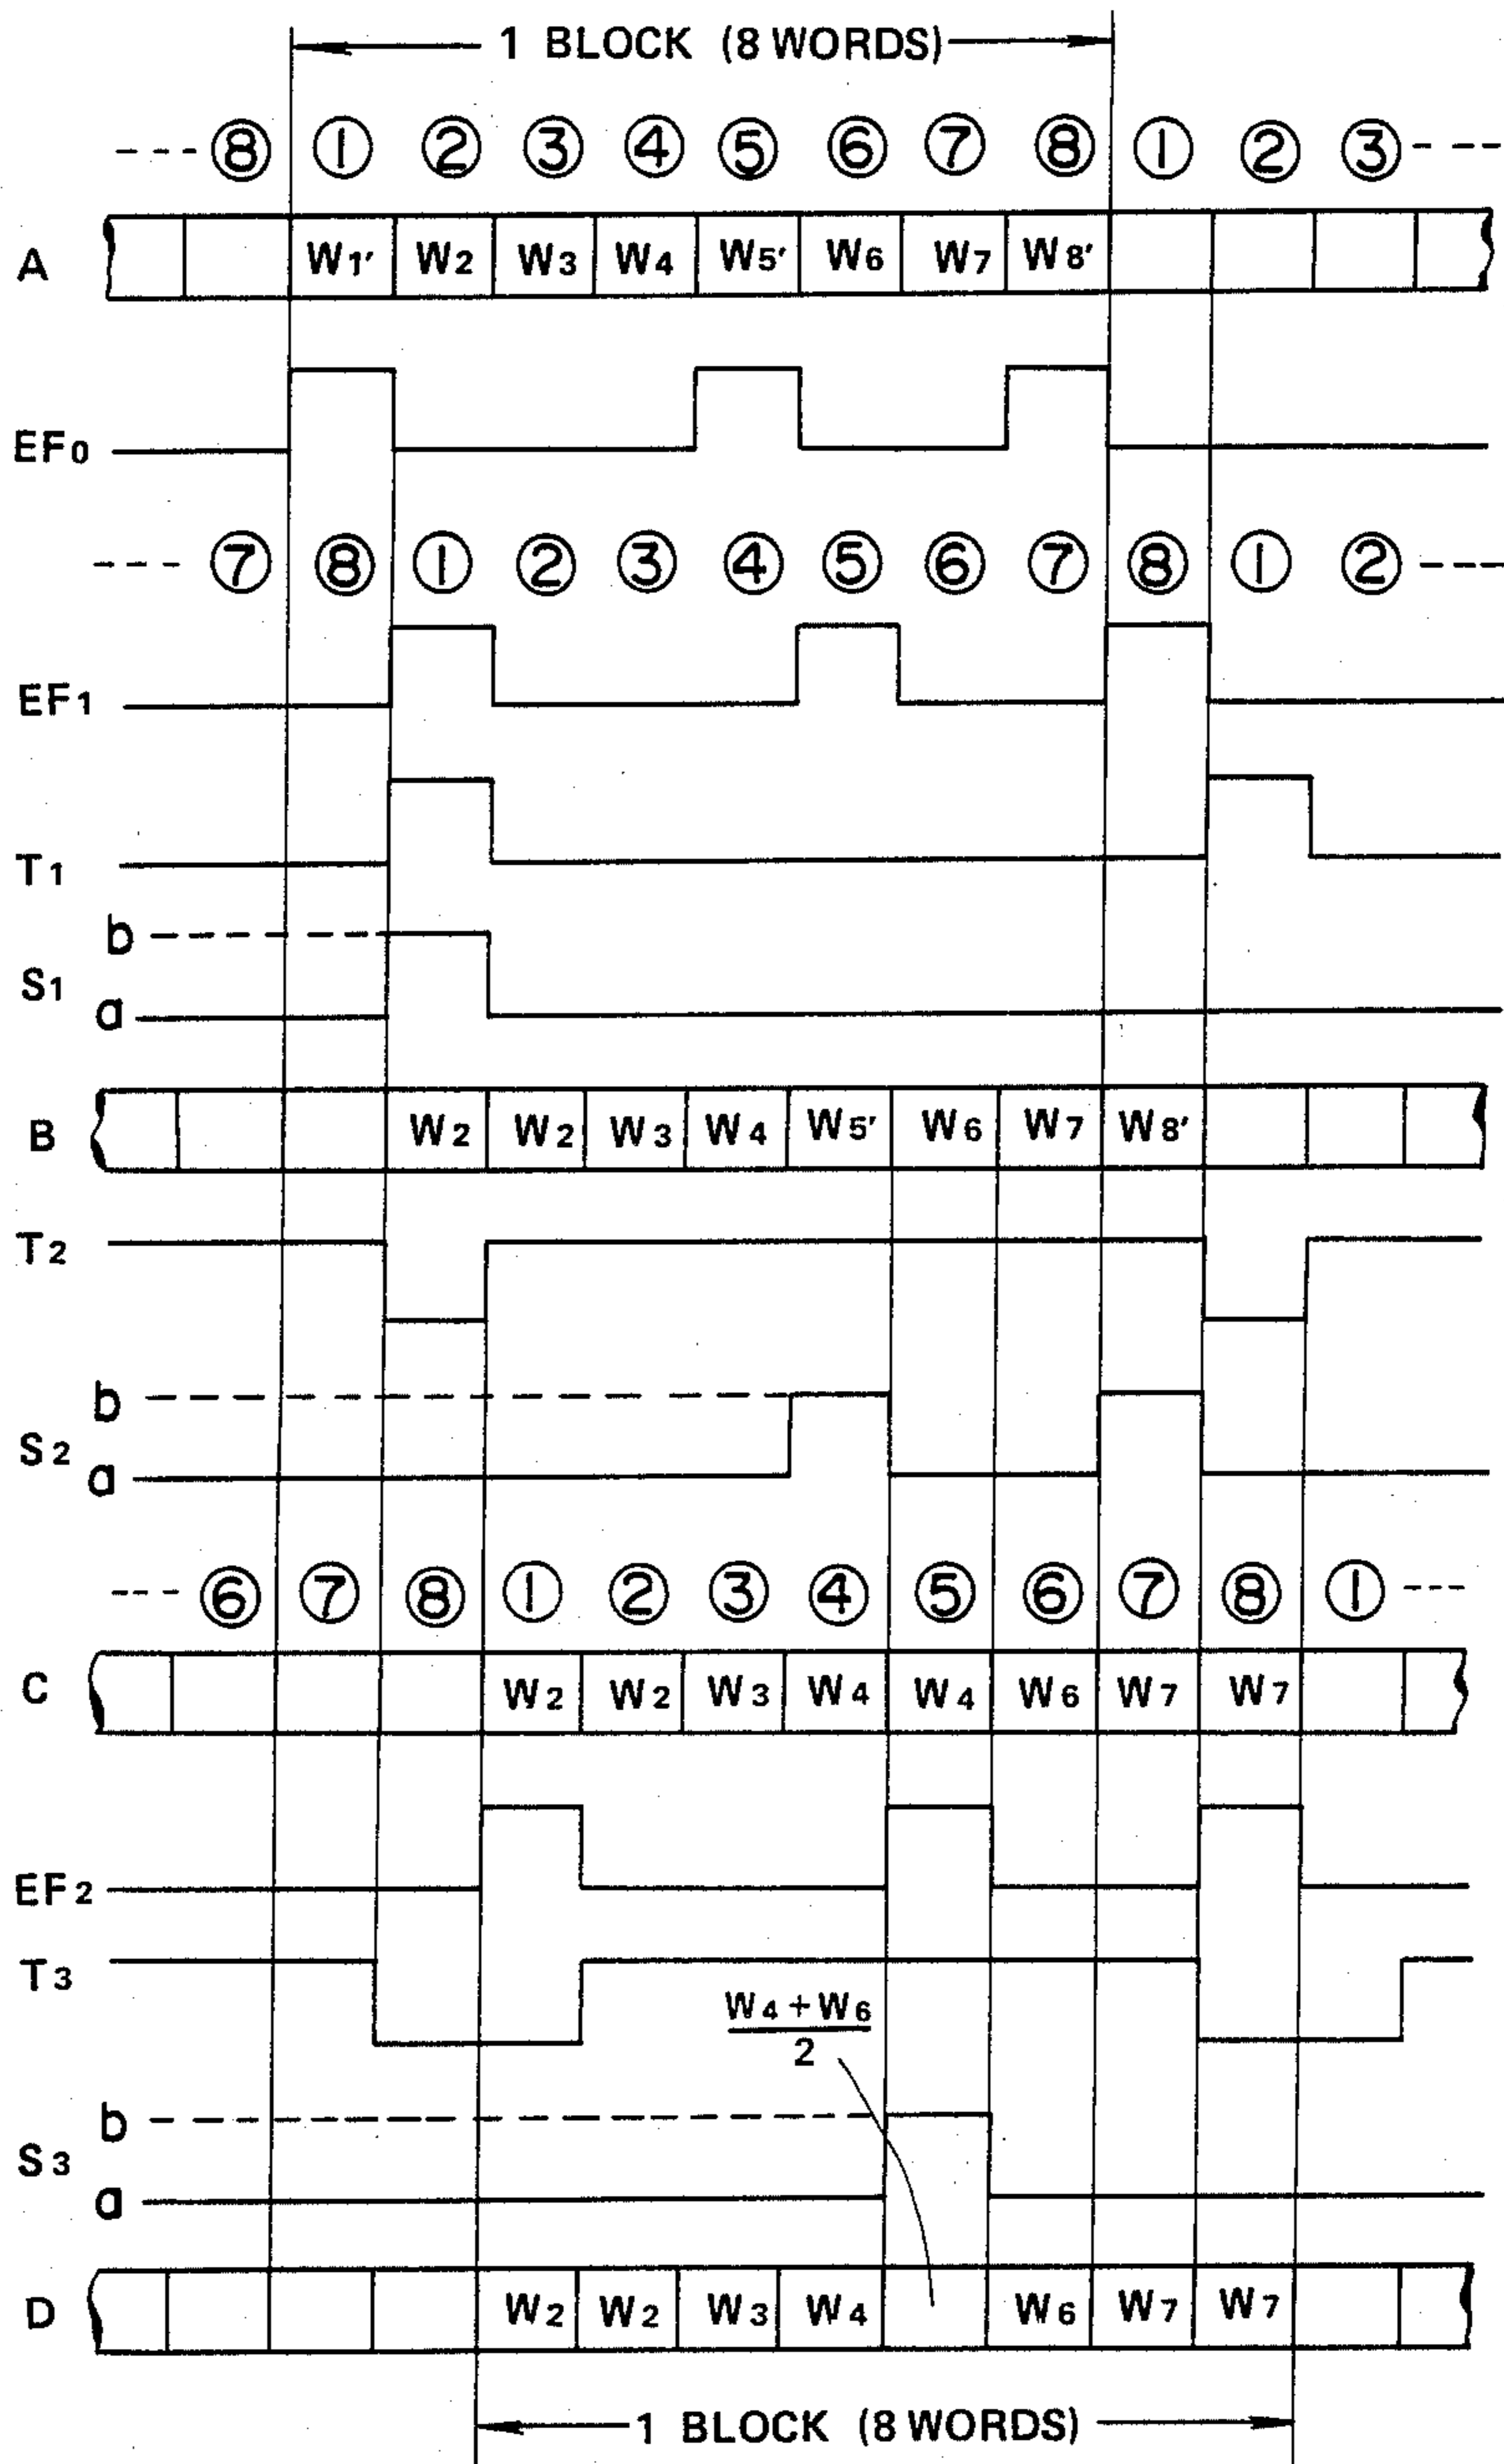 1 BLOCK (8 WORDS)
--- ⑧ ① ② ③ ④ ⑤ ⑥ ⑦ ⑧ ① ② ③ ---
A W1' W2 W3 W4 W5' W6 W7 W8'
EF0
--- ⑦ ⑧ ① ② ③ ④ ⑤ ⑥ ⑦ ⑧ ① ② ---
EF1
T1
b
S1
a
B W2 W2 W3 W4 W5' W6 W7 W8'
T2
b
S2
a
--- ⑥ ⑦ ⑧ ① ② ③ ④ ⑤ ⑥ ⑦ ⑧ ① ---
C W2 W2 W3 W4 W4 W6 W7 W7
EF2
T3
W4 + W6
2
b
S3
a
D W2 W2 W3 W4 W6 W7 W7
1 BLOCK (8 WORDS)